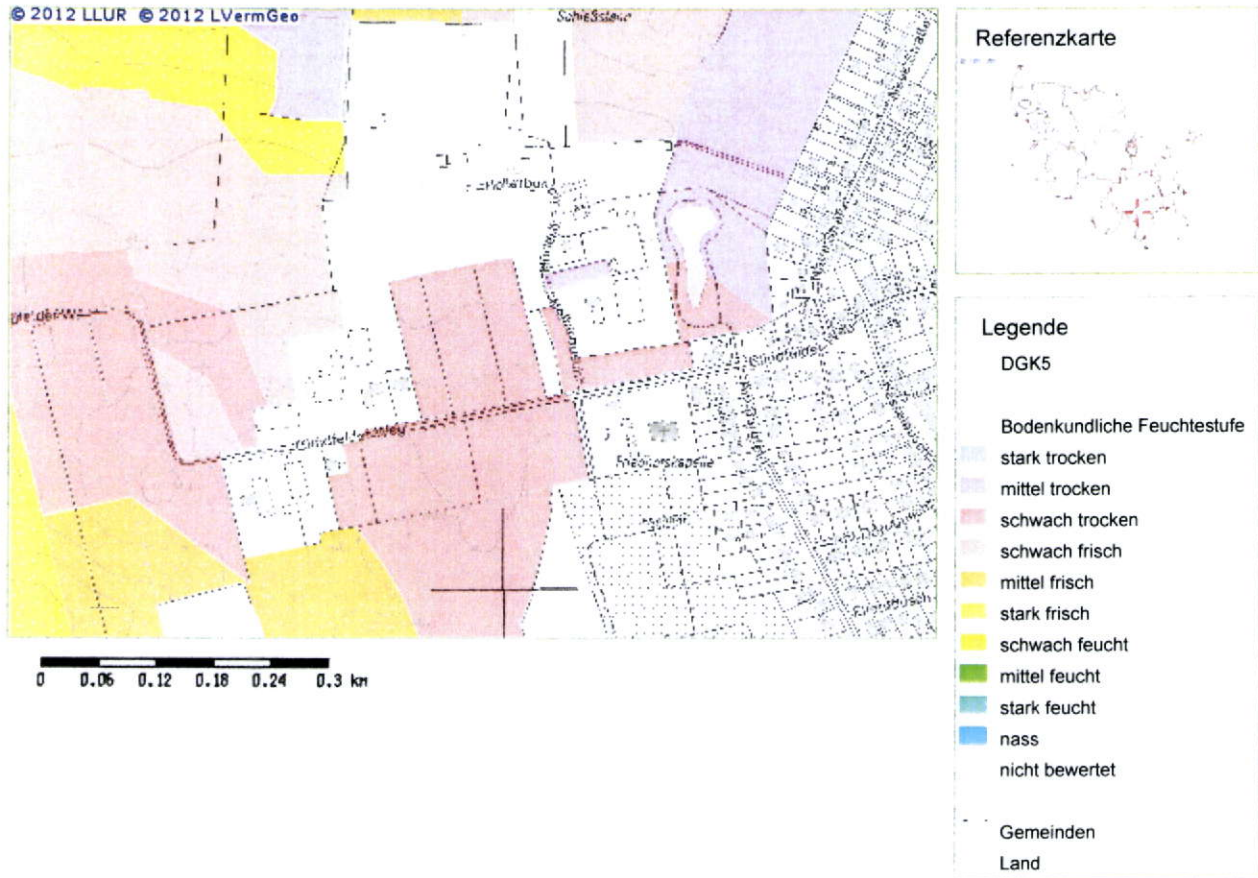 © 2012 LLUR © 2012 LVermGeo
Friedhofskapelle
0 0.06 0.12 0.18 0.24 0.3 km
Referenzkarte
Legende
DGK5
Bodenkundliche Feuchtestufe
stark trocken
mittel trocken
schwach trocken
schwach frisch
mittel frisch
stark frisch
schwach feucht
mittel feucht
stark feucht
nass
nicht bewertet
Gemeinden
Land